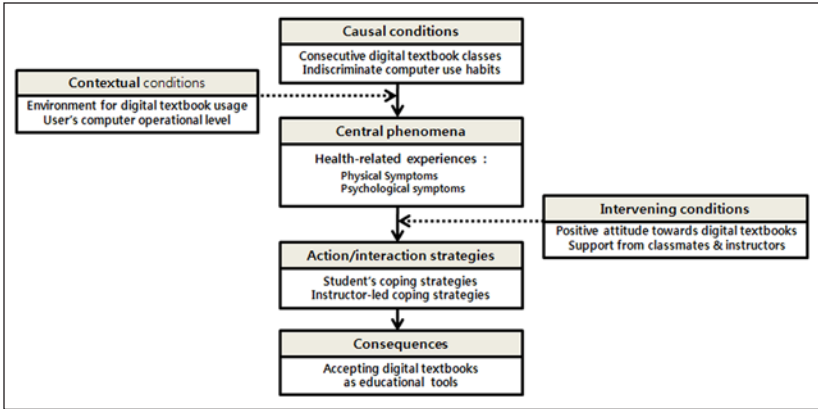 Causal conditions
Consecutive digital textbook classes
Indiscriminate computer use habits
Contextual conditions
Environment for digital textbook usage
User's computer operational level
Central phenomena
Health-related experiences :
Physical Symptoms
Psychological symptoms
Intervening conditions
Positive attitude towards digital textbooks
Support from classmates & instructors
Action/interaction strategies
Student's coping strategies
Instructor-led coping strategies
Consequences
Accepting digital textbooks
as educational tools